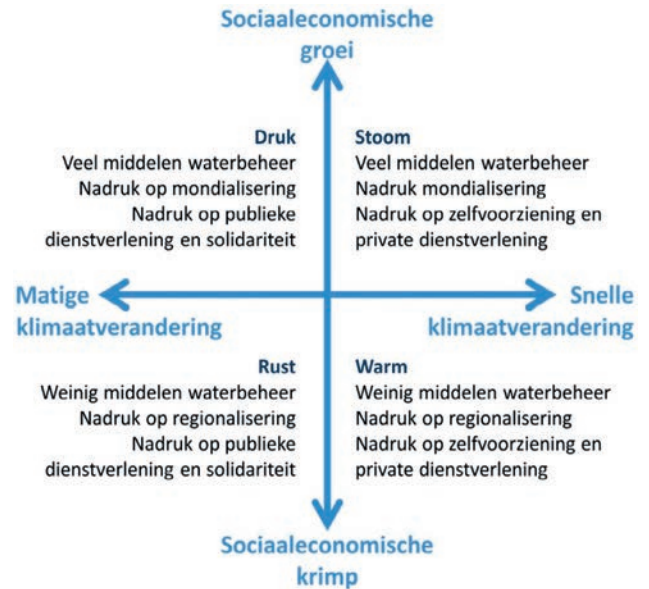 Sociaaleconomische
groei
Druk
Veel middelen waterbeheer
Nadruk op mondialisering
Nadruk op publieke
dienstverlening en solidariteit
Stoom
Veel middelen waterbeheer
Nadruk mondialisering
Nadruk op zelfvoorziening en
private dienstverlening
Matige
klimaatverandering
Snelle
klimaatverandering
Rust
Weinig middelen waterbeheer
Nadruk op regionalisering
Nadruk op publieke
dienstverlening en solidariteit
Warm
Weinig middelen waterbeheer
Nadruk op regionalisering
Nadruk op zelfvoorziening en
private dienstverlening
Sociaaleconomische
krimp